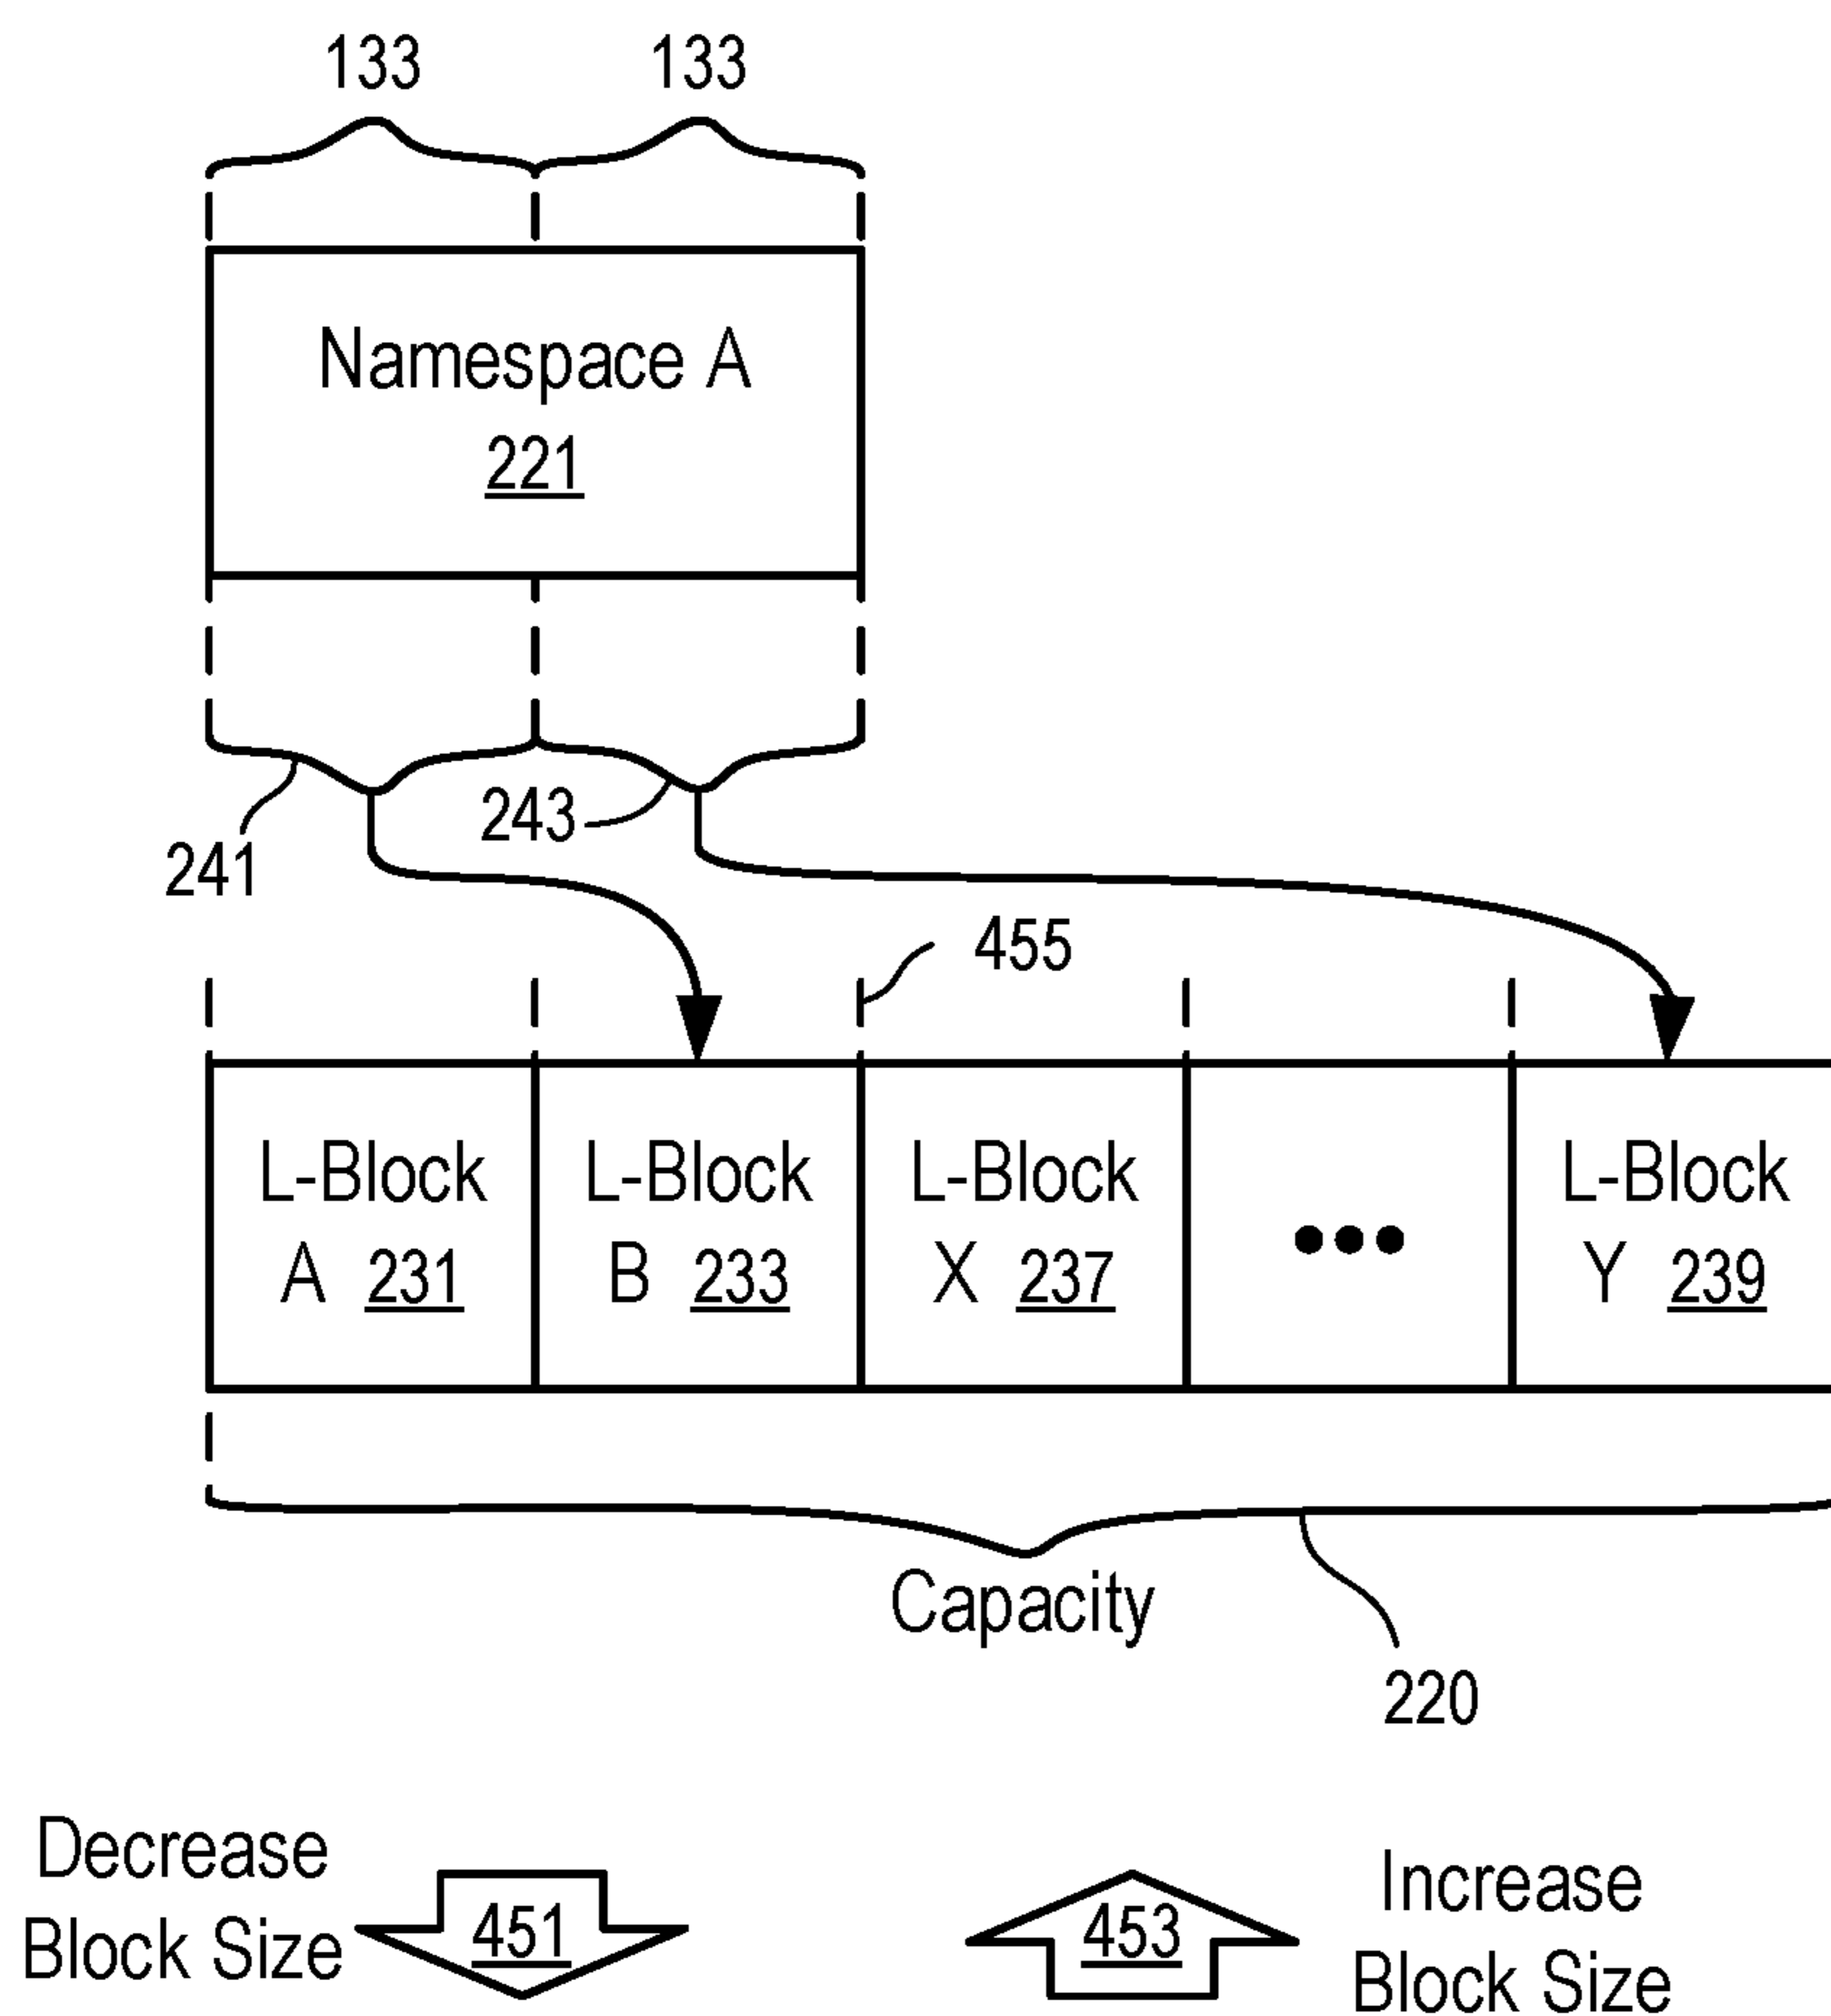 133 133
Namespace A
221
243
241
455
L-Block L-Block L-Block L-Block
A 231 B 233 X 237 ●●● Y 239
Capacity
220
Decrease
Block Size
451
453
Increase
Block Size